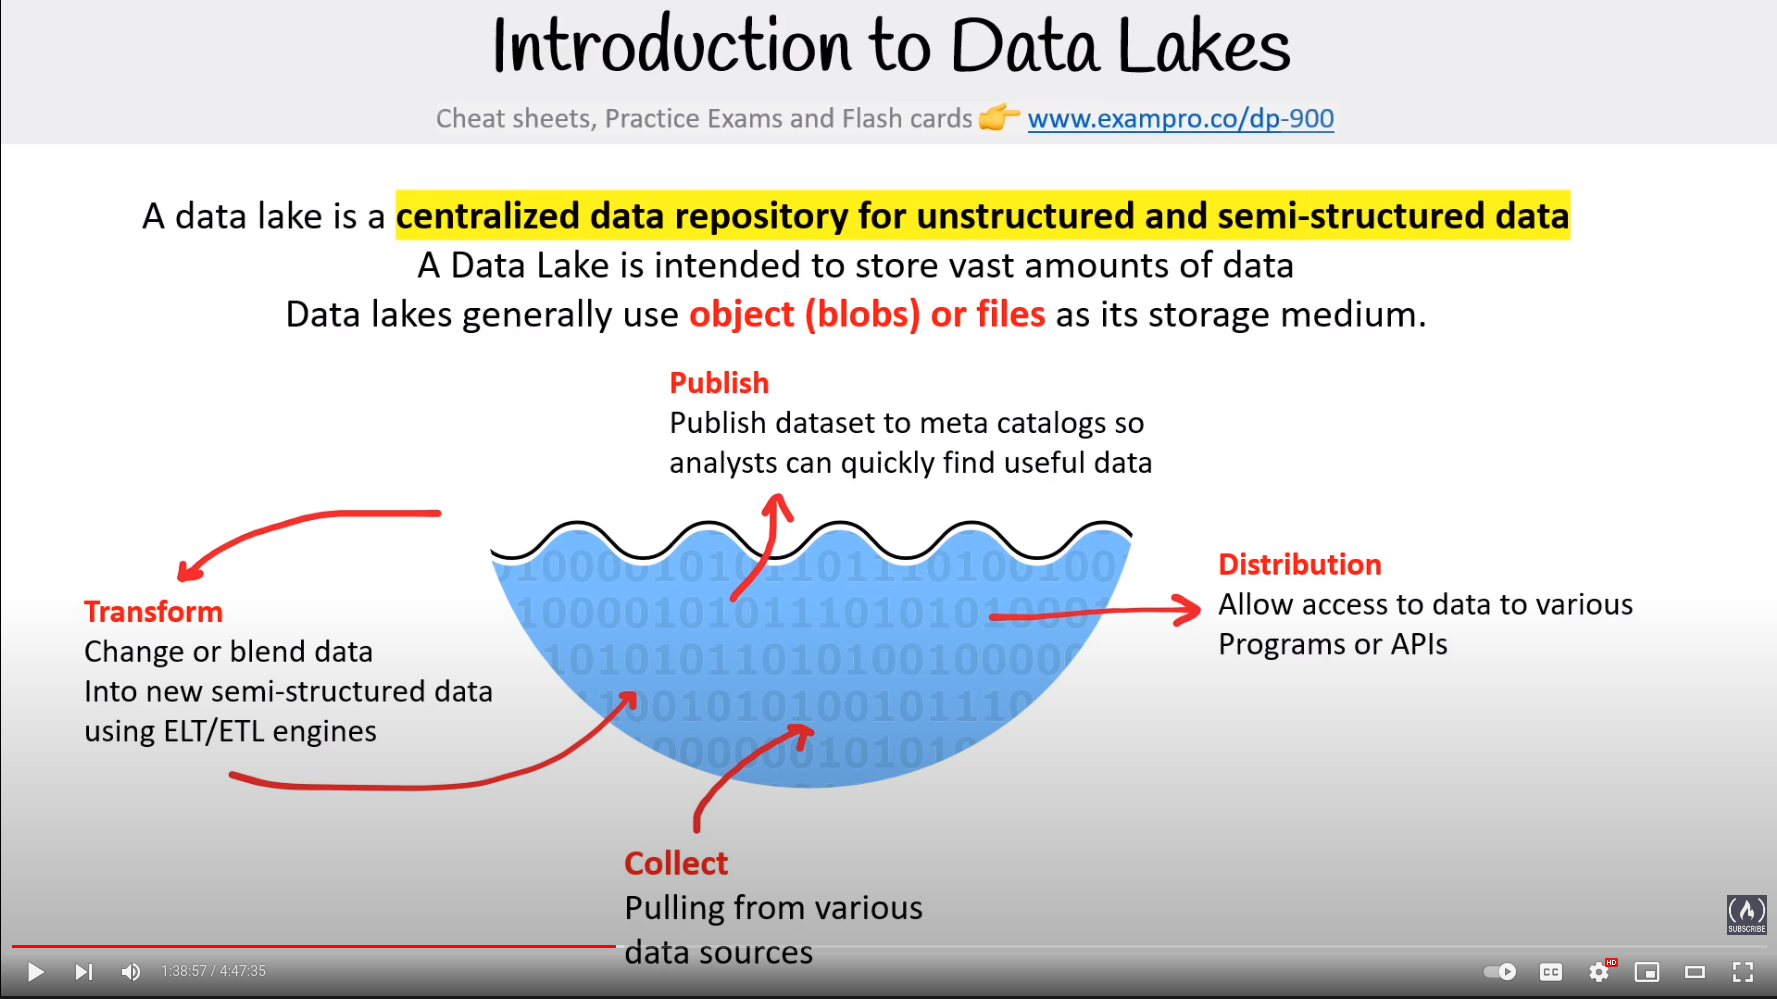 Introduction to Data Lakes
Cheat sheets, Practice Exams and Flash cards 👉 www.exampro.co/dp-900
A data lake is a centralized data repository for unstructured and semi-structured data
A Data Lake is intended to store vast amounts of data
Data lakes generally use object (blobs) or files as its storage medium.
Publish
Publish dataset to meta catalogs so
analysts can quickly find useful data
Transform
Change or blend data
Into new semi-structured data
using ELT/ETL engines
Distribution
Allow access to data to various
Programs or APIs
Collect
Pulling from various
data sources
SUBSCRIBE
1:38:57 / 4:47:35
CC
HD